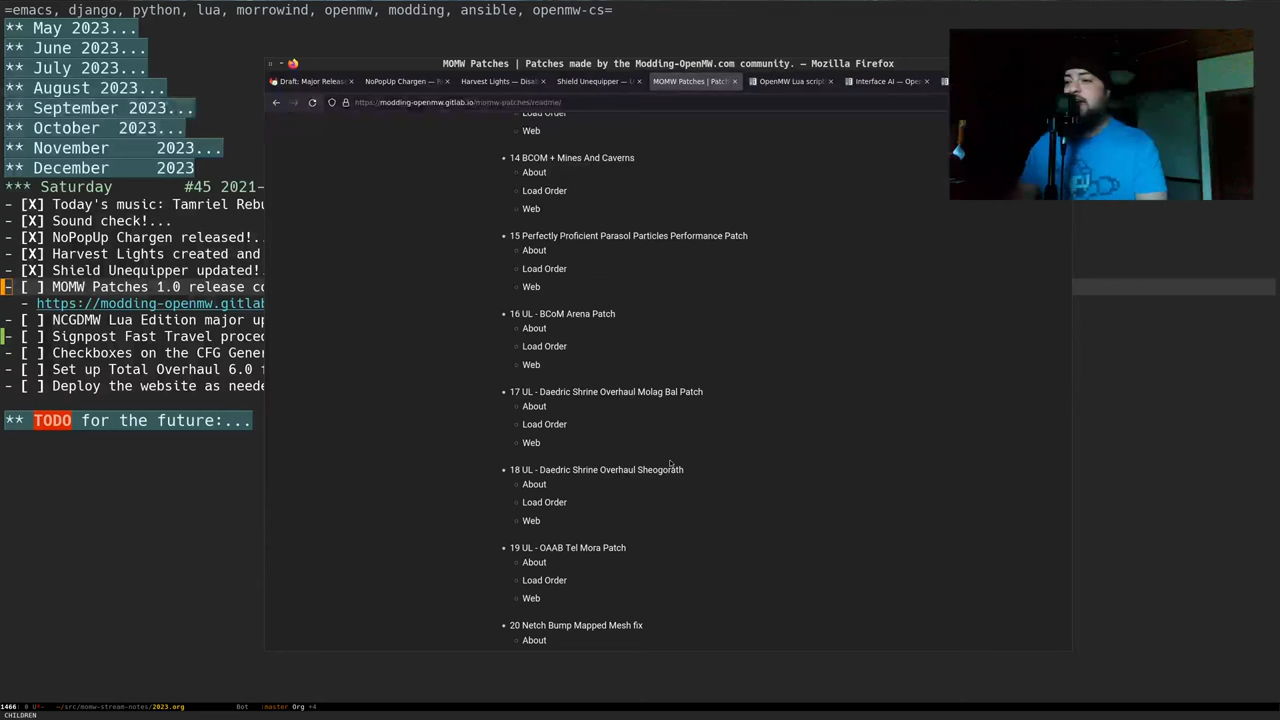 =emacs, django, python, lua, morrowind, openmw, modding, ansible, openmw-cs=
** May 2023...
** June 2023...
** July 2023...
** August 2023...
** September 2023...
** October 2023...
** November 2023...
** December 2023
*** Saturday #45 2021-
- [X] Today's music: Tamriel Rebu
- [X] Sound check!...
- [X] NoPopUp Chargen released!..
- [X] Harvest Lights created and
- [X] Shield Unequipper updated!.
- [ ] MOMW Patches 1.0 release co
- https://modding-openmw.gitlab
- [ ] NCGDMW Lua Edition major up
- [ ] Signpost Fast Travel proced
- [ ] Checkboxes on the CFG Gener
- [ ] Set up Total Overhaul 6.0 f
- [ ] Deploy the website as neede
** TODO for the future:...
MOMW Patches | Patches made by the Modding-OpenMW.com community. — Mozilla Firefox
Draft: Major Releas
NoPopUp Chargen — R
Harvest Lights — Disa
Shield Unequipper — U
MOMW Patches | Patch
OpenMW Lua script
Interface AI — Open
https://modding-openmw.gitlab.io/momw-patches/readme/
Load Order
Web
14 BCOM + Mines And Caverns
About
Load Order
Web
15 Perfectly Proficient Parasol Particles Performance Patch
About
Load Order
Web
16 UL - BCoM Arena Patch
About
Load Order
Web
17 UL - Daedric Shrine Overhaul Molag Bal Patch
About
Load Order
Web
18 UL - Daedric Shrine Overhaul Sheogorath
About
Load Order
Web
19 UL - OAAB Tel Mora Patch
About
Load Order
Web
20 Netch Bump Mapped Mesh fix
About
1466: 0 U*- ~/src/momw-stream-notes/2023.org Bot :master Org +4
CHILDREN